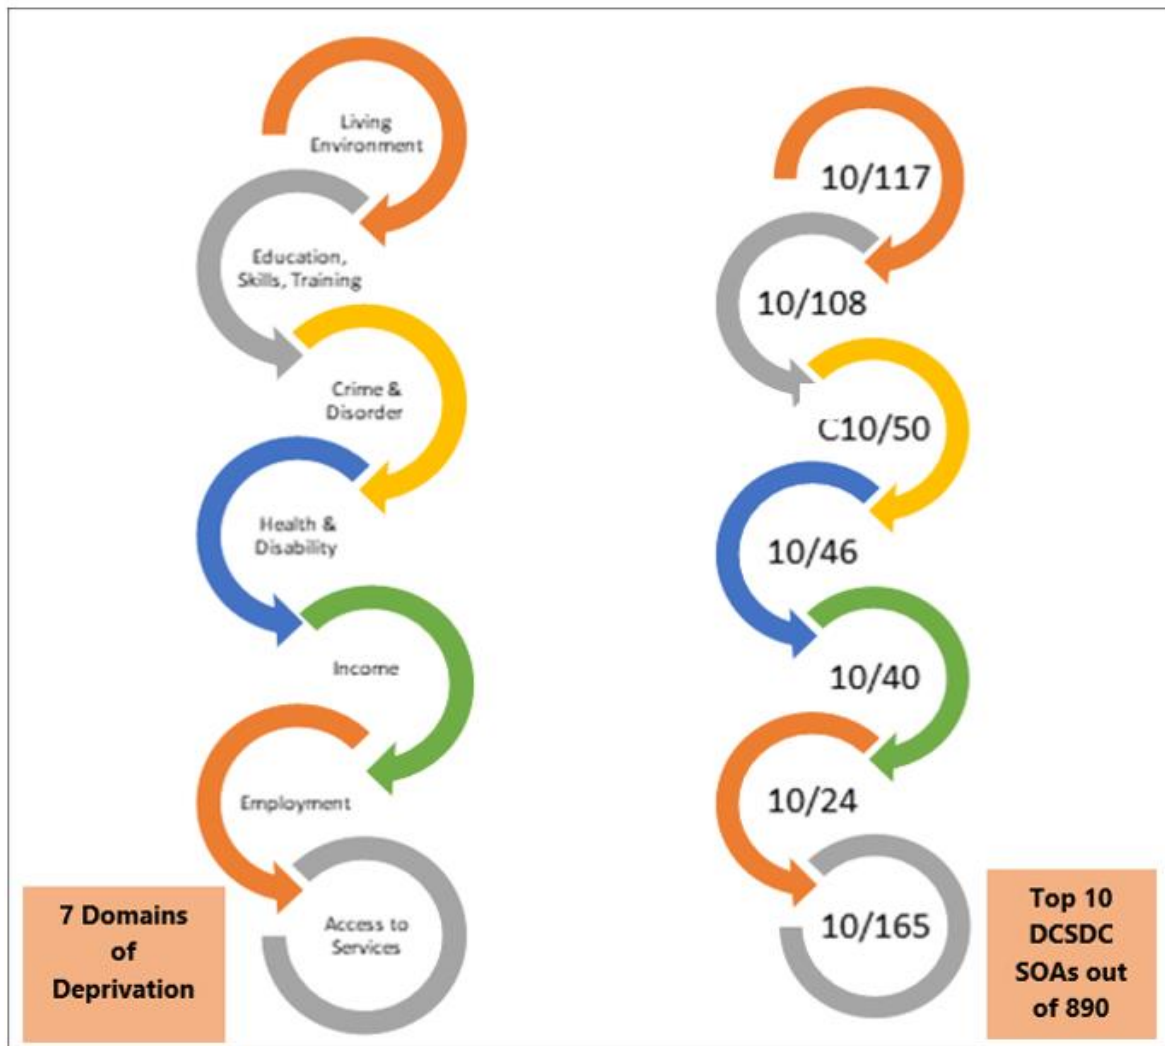 Living
Environment
Education,
Skills, Training
Crime &
Disorder
Health &
Disability
Income
Employment
Access to
Services
7 Domains
of
Deprivation
10/117
10/108
C10/50
10/46
10/40
10/24
10/165
Top 10
DCSDC
SOAs out
of 890